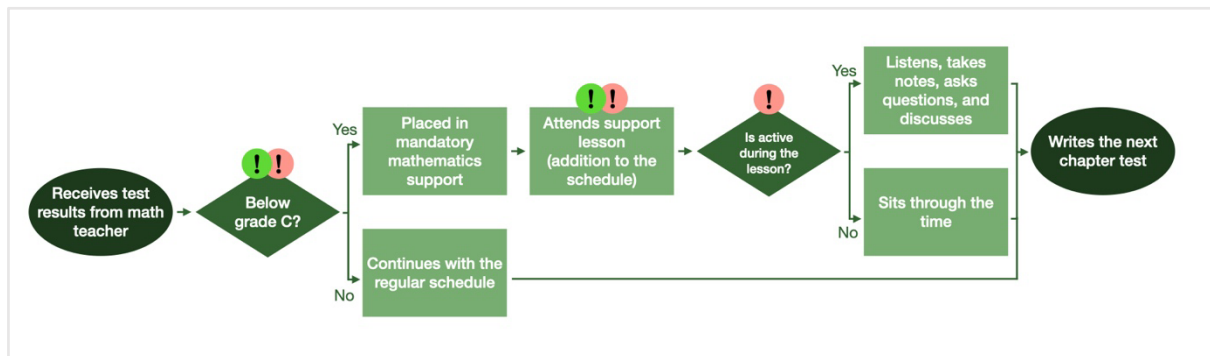 Receives test
results from math
teacher
!
!
Below
grade C?
Yes
Placed in
mandatory
mathematics
support
No
Continues with the
regular schedule
!
!
Attends support
lesson
(addition to the
schedule)
!
Is active
during the
lesson?
Yes
Listens, takes
notes, asks
questions, and
discusses
No
Sits through the
time
Writes the next
chapter test